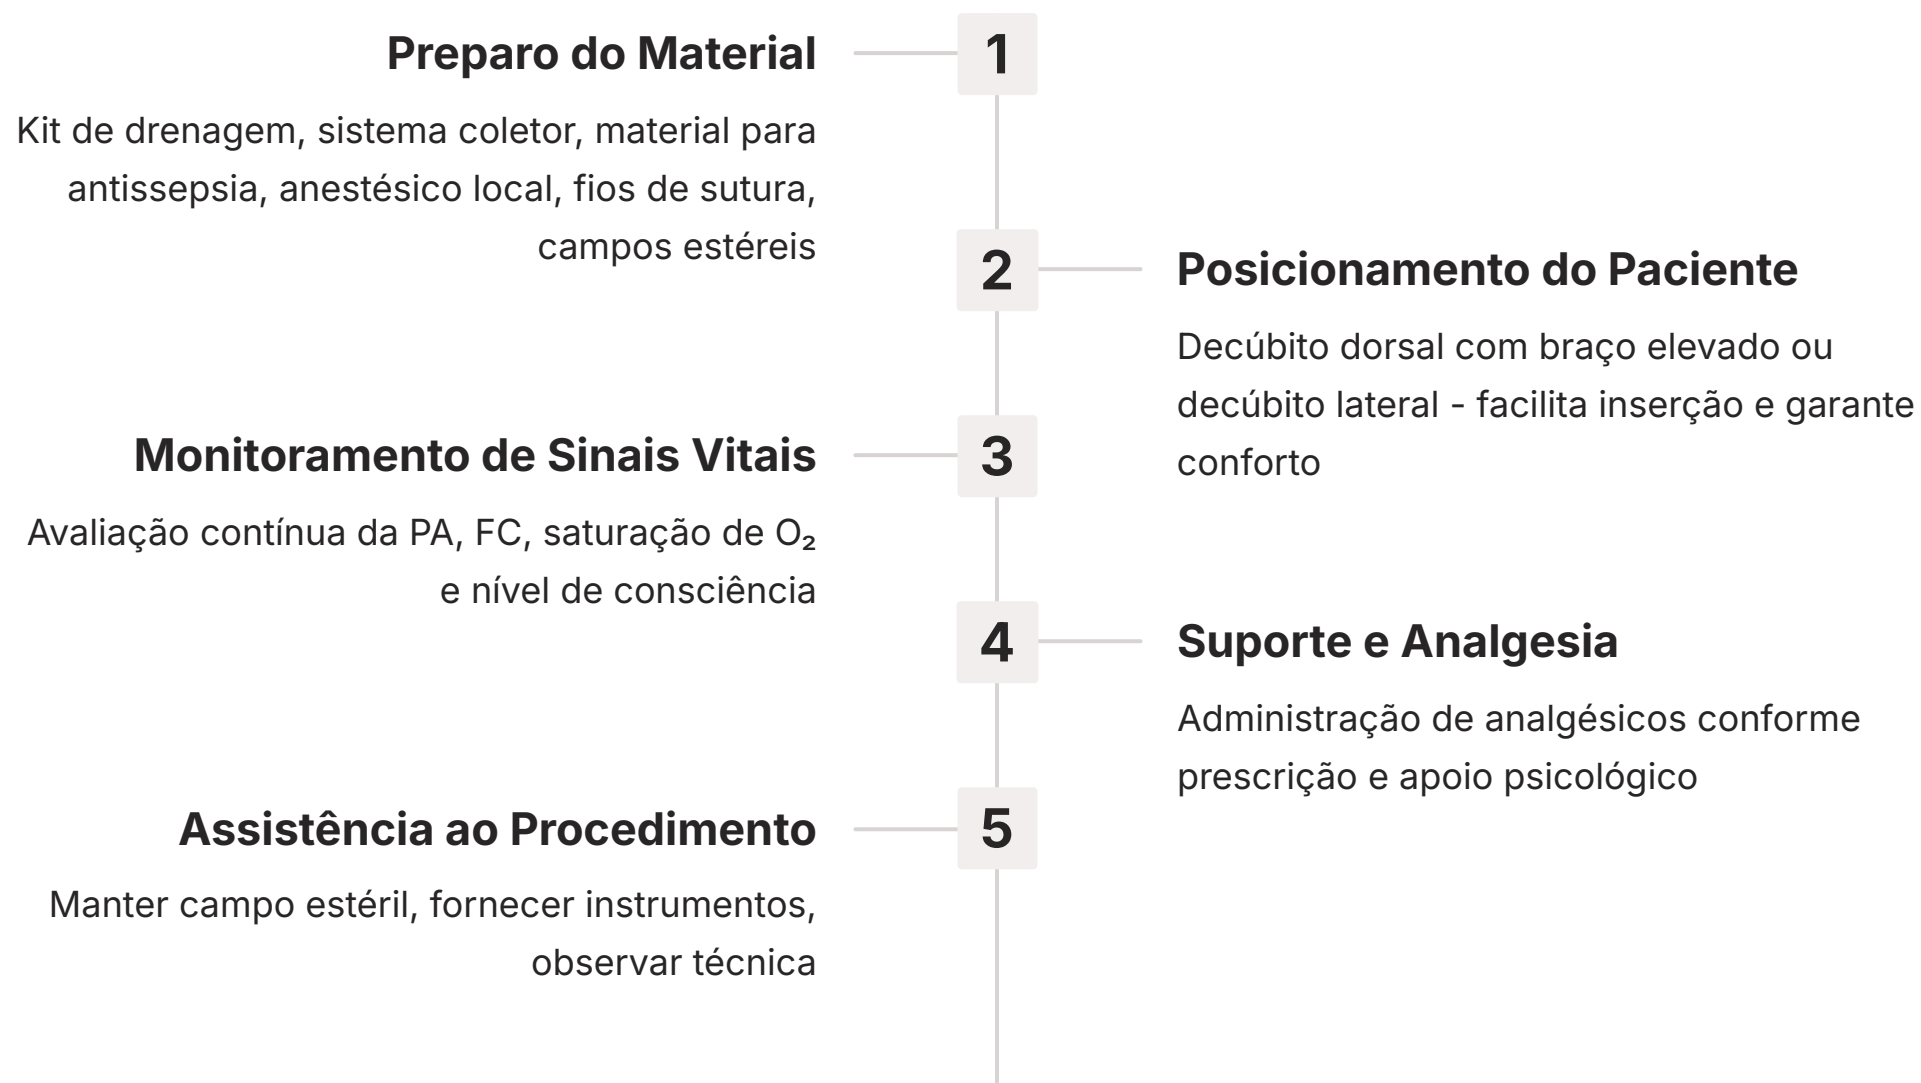 1
Preparo do Material
Kit de drenagem, sistema coletor, material para
antissepsia, anestésico local, fios de sutura,
campos estéreis
2
Posicionamento do Paciente
Decúbito dorsal com braço elevado ou
decúbito lateral - facilita inserção e garante
conforto
3
Monitoramento de Sinais Vitais
Avaliação contínua da PA, FC, saturação de O₂
e nível de consciência
4
Suporte e Analgesia
Administração de analgésicos conforme
prescrição e apoio psicológico
5
Assistência ao Procedimento
Manter campo estéril, fornecer instrumentos,
observar técnica